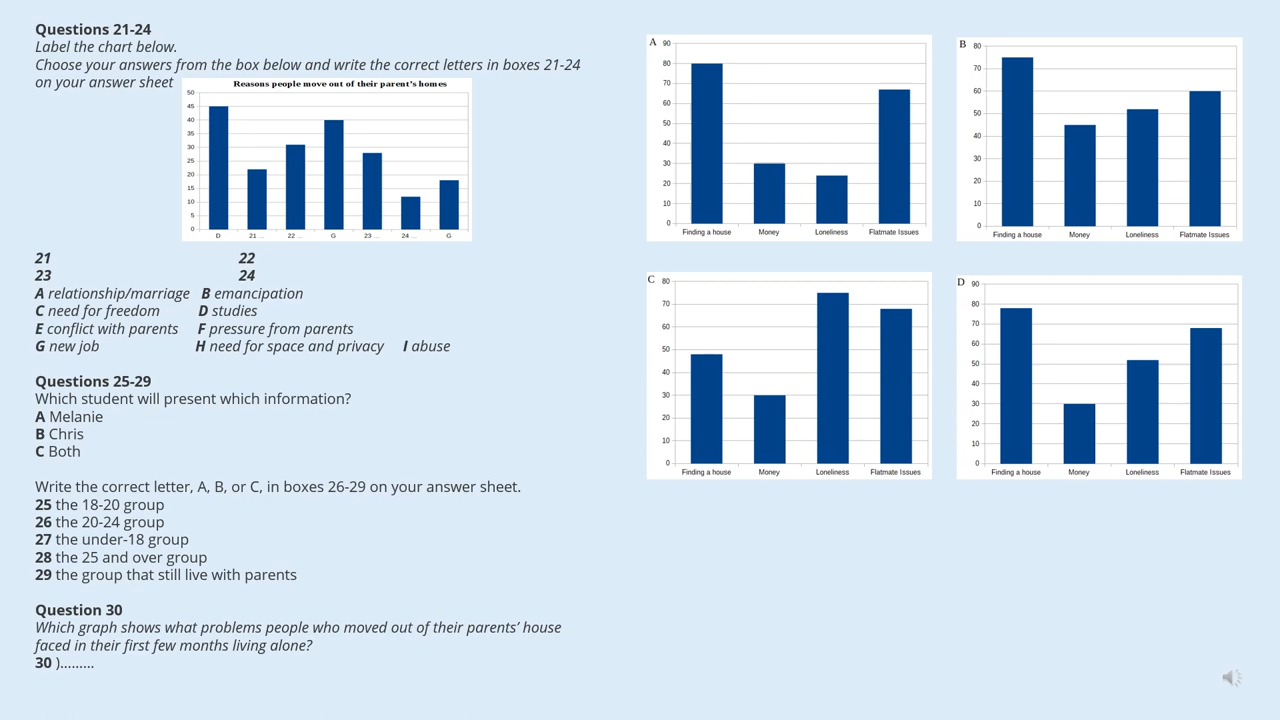 Questions 21-24
Label the chart below.
Choose your answers from the box below and write the correct letters in boxes 21-24
on your answer sheet
Reasons people move out of their parent's homes
50
45
40
35
30
25
20
15
10
5
0
D 21 ... 22 ... G 23 ... 24 ... G
21 22
23 24
A relationship/marriage B emancipation
C need for freedom D studies
E conflict with parents F pressure from parents
G new job H need for space and privacy I abuse
Questions 25-29
Which student will present which information?
A Melanie
B Chris
C Both
Write the correct letter, A, B, or C, in boxes 26-29 on your answer sheet.
25 the 18-20 group
26 the 20-24 group
27 the under-18 group
28 the 25 and over group
29 the group that still live with parents
Question 30
Which graph shows what problems people who moved out of their parents' house
faced in their first few months living alone?
30 ).........
A
90
80
70
60
50
40
30
20
10
0
Finding a house Money Loneliness Flatmate Issues
B
80
70
60
50
40
30
20
10
0
Finding a house Money Loneliness Flatmate Issues
C
80
70
60
50
40
30
20
10
0
Finding a house Money Loneliness Flatmate Issues
D
90
80
70
60
50
40
30
20
10
0
Finding a house Money Loneliness Flatmate Issues